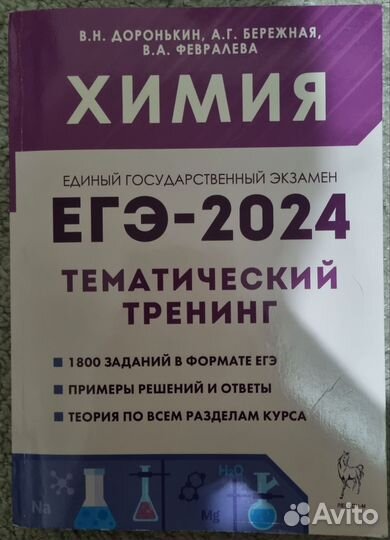 В.Н. ДОРОНЬКИН, А.Г. БЕРЕЖНАЯ,
В.А. ФЕВРАЛЕВА
ХИМИЯ
ЕДИНЫЙ ГОСУДАРСТВЕННЫЙ ЭКЗАМЕН
ЕГЭ-2024
ТЕМАТИЧЕСКИЙ
ТРЕНИНГ
1800 ЗАДАНИЙ В ФОРМАТЕ ЕГЭ
ПРИМЕРЫ РЕШЕНИЙ И ОТВЕТЫ
ТЕОРИЯ ПО ВСЕМ РАЗДЕЛАМ КУРСА
H₂O
Na
Mg
Avito